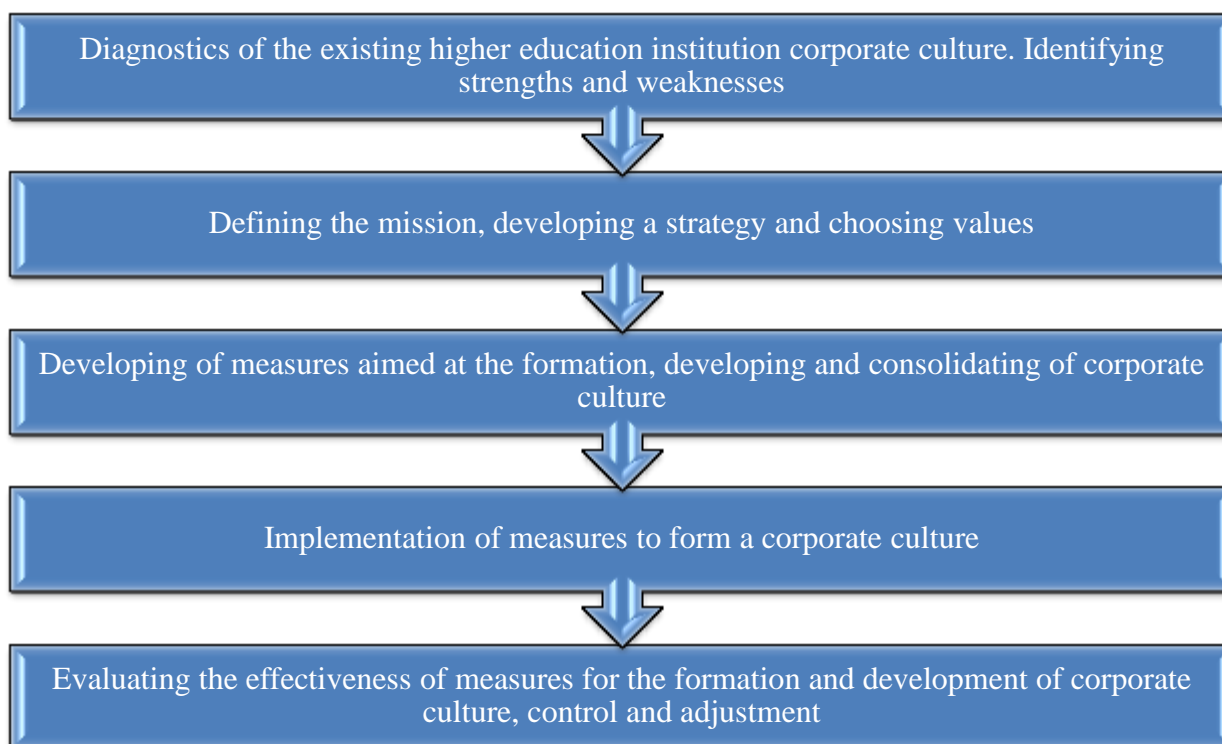 Diagnostics of the existing higher education institution corporate culture. Identifying
strengths and weaknesses
Defining the mission, developing a strategy and choosing values
Developing of measures aimed at the formation, developing and consolidating of corporate
culture
Implementation of measures to form a corporate culture
Evaluating the effectiveness of measures for the formation and development of corporate
culture, control and adjustment